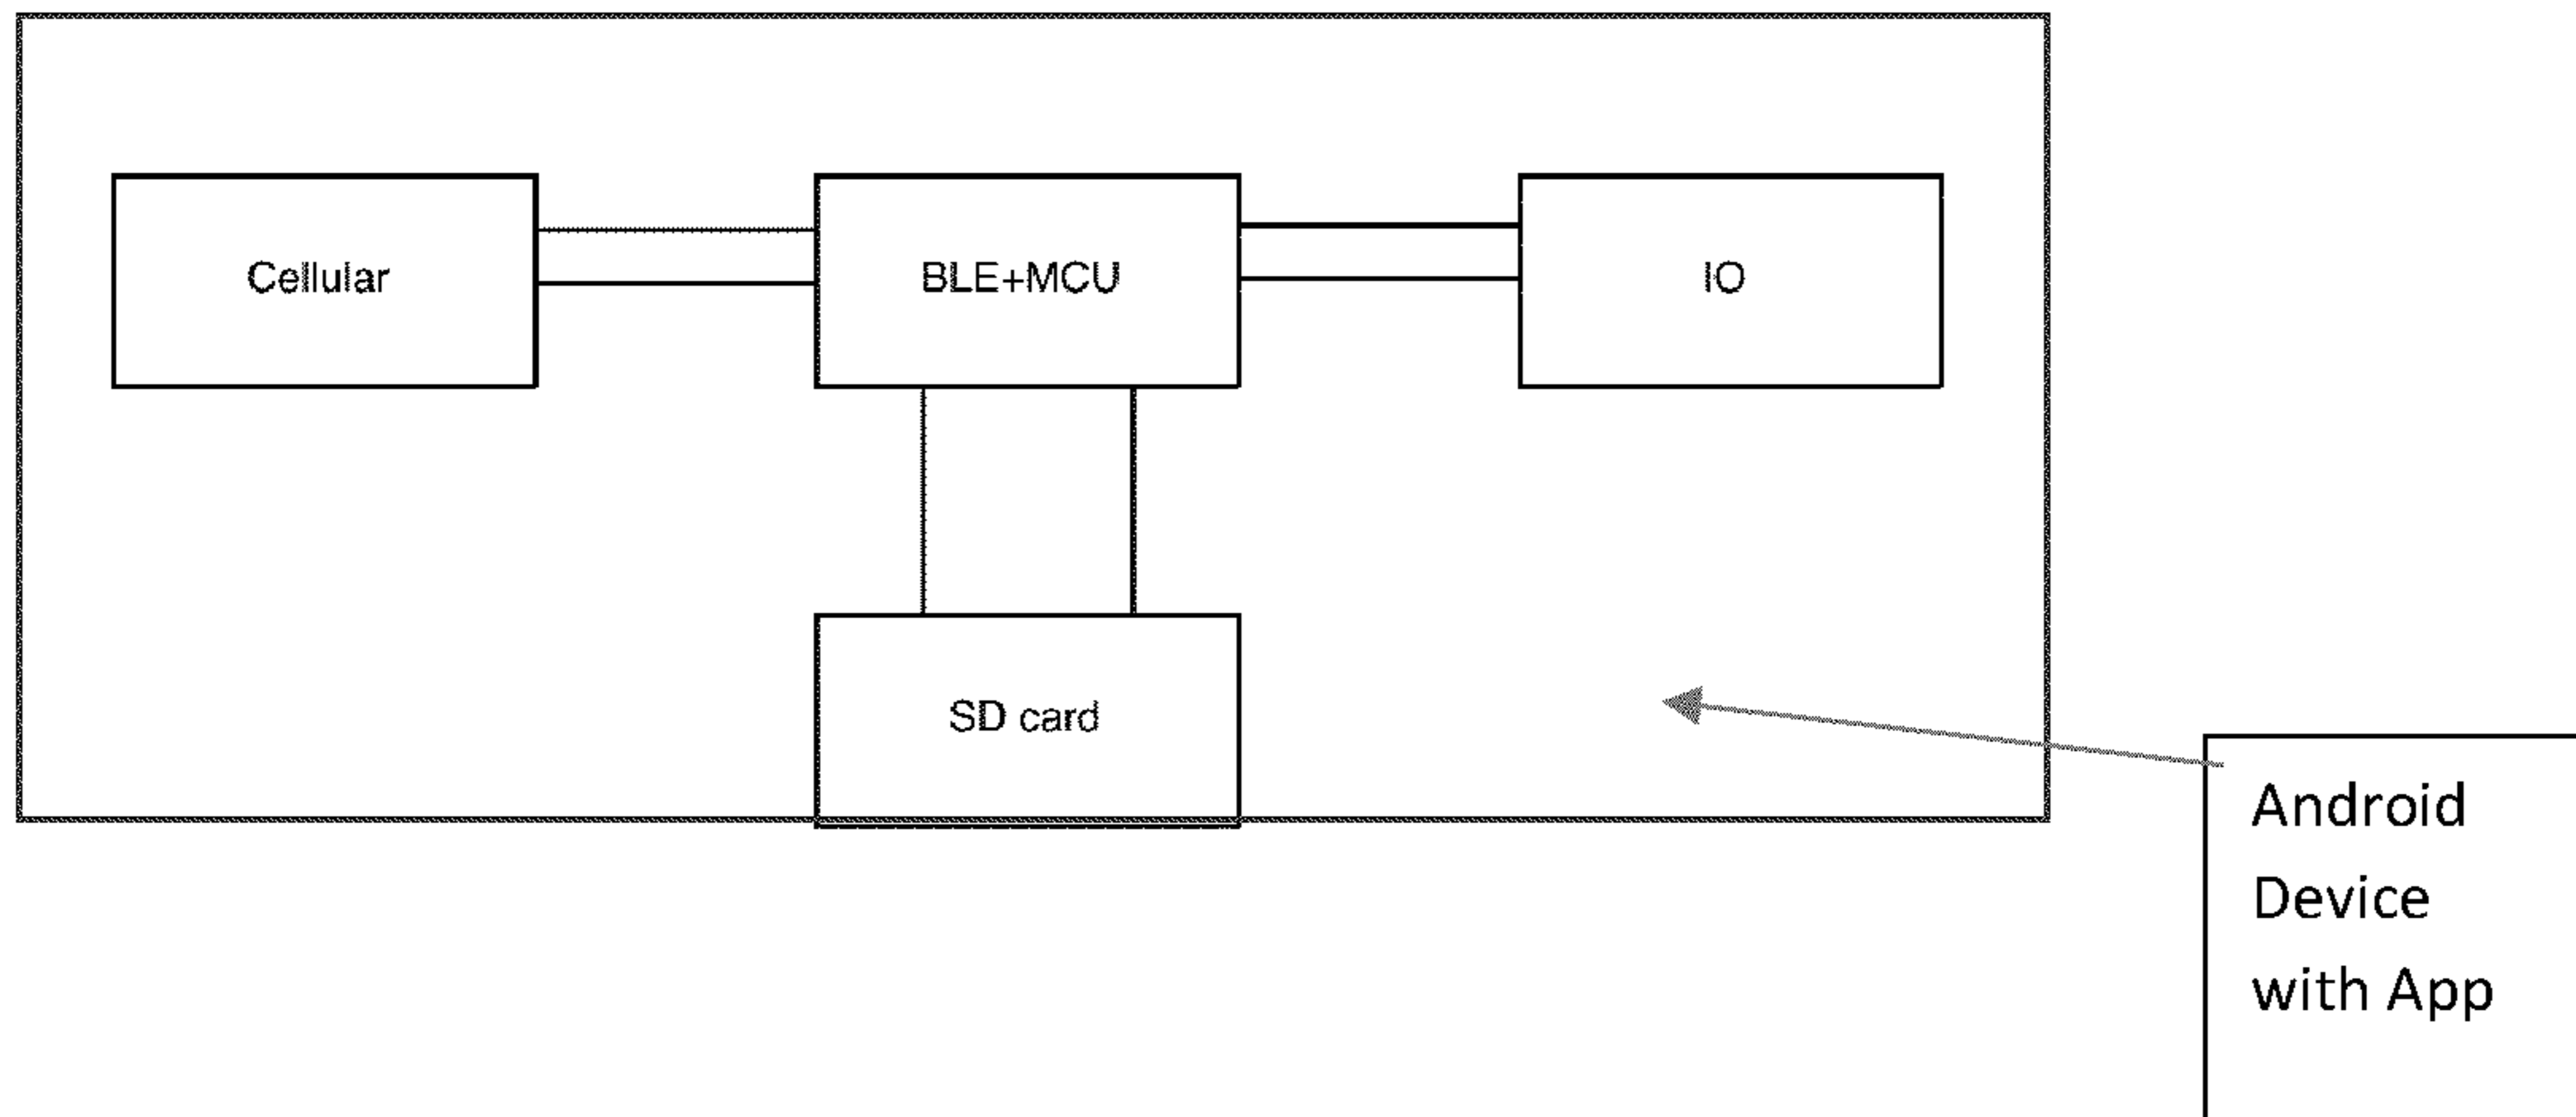 Cellular
BLE+MCU
IO
SD card
Android
Device
with App